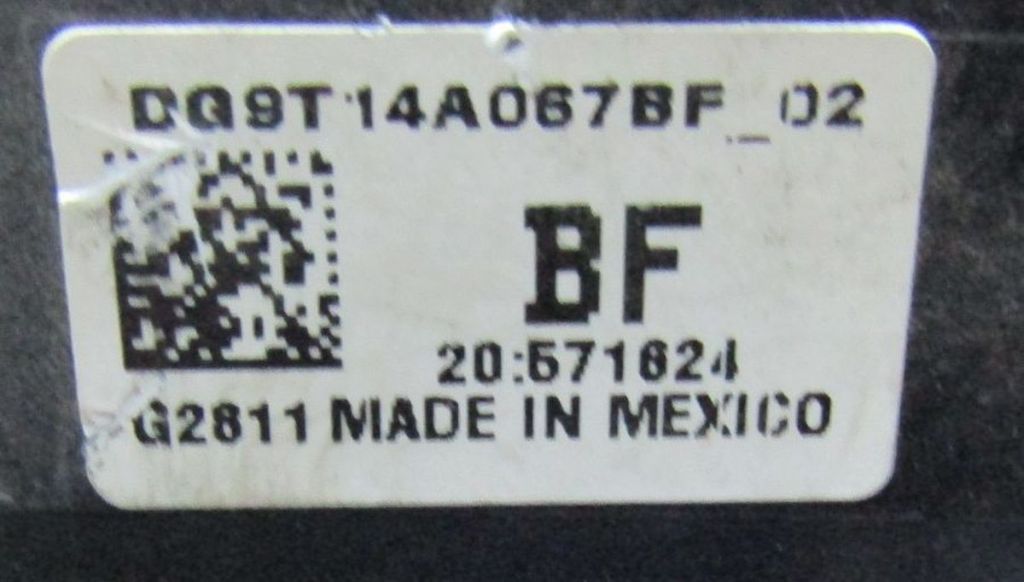 DG9T 14A067BF_02
BF
20:571624
G2811 MADE IN MEXICO